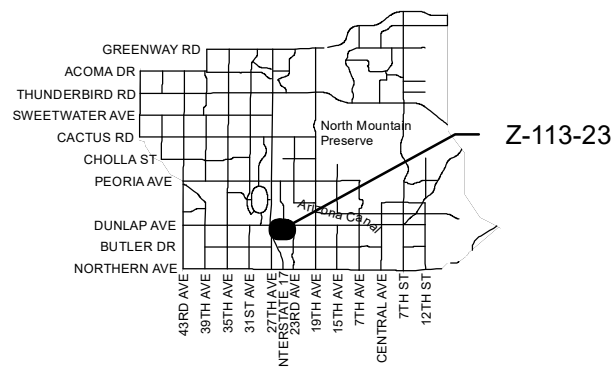 GREENWAY RD
ACOMA DR
THUNDERBIRD RD
SWEETWATER AVE
CACTUS RD
CHOLLA ST
PEORIA AVE
DUNLAP AVE
BUTLER DR
NORTHERN AVE
North Mountain
Preserve
Arizona Canal
Z-113-23
43RD AVE
39TH AVE
35TH AVE
31ST AVE
27TH AVE
NTERSTATE 17
23RD AVE
19TH AVE
15TH AVE
7TH AVE
CENTRAL AVE
7TH ST
12TH ST